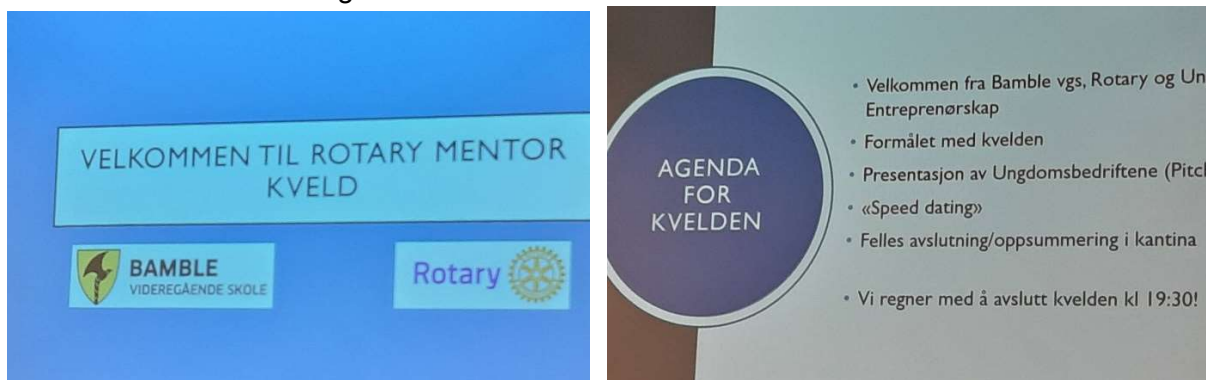 VELKOMMEN TIL ROTARY MENTOR
KVELD
BAMBLE
VIDEREGÅENDE SKOLE
Rotary
AGENDA
FOR
KVELDEN
• Velkommen fra Bamble vgs, Rotary og
Entreprenørskap
• Formålet med kvelden
• Presentasjon av Ungdomsbedriftene
• «Speed dating»
• Felles avslutning/oppsummering i kantina
• Vi regner med å avslutt kvelden kl 19:30!